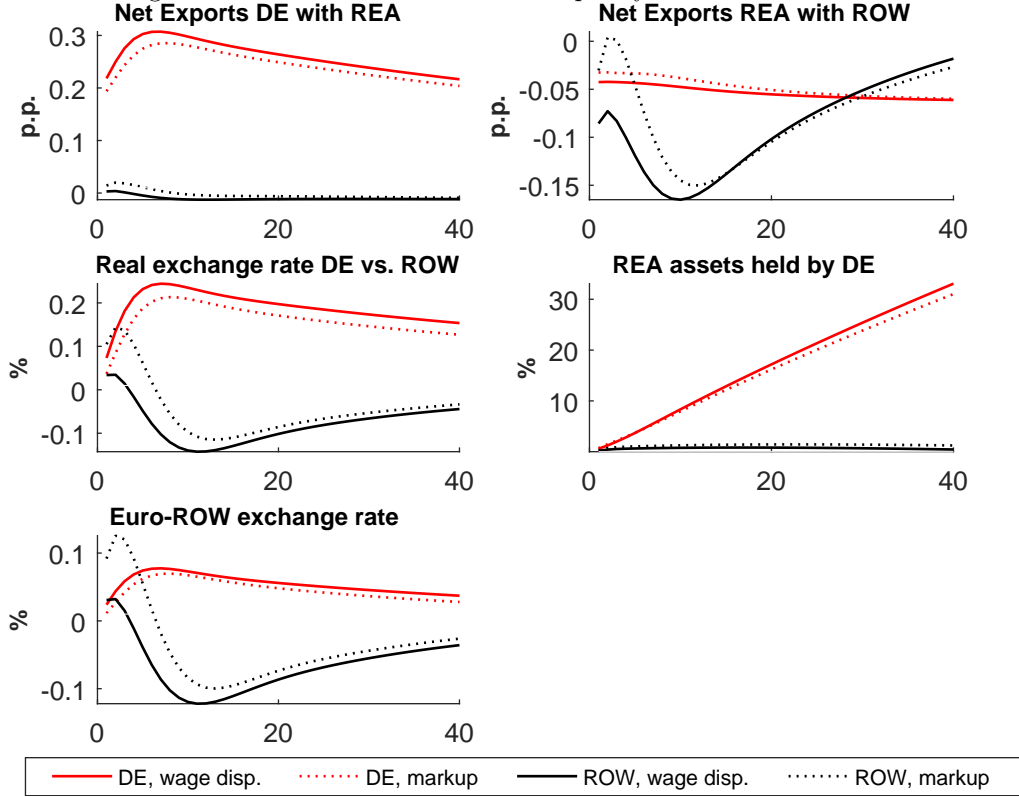 Net Exports DE with REA
Net Exports REA with ROW
p.p.
0.3
0.2
0.1
0
0 20 40
p.p.
0
-0.05
-0.1
-0.15
0 20 40
Real exchange rate DE vs. ROW
REA assets held by DE
%
0.2
0.1
0
-0.1
0 20 40
%
30
20
10
0 20 40
Euro-ROW exchange rate
%
0.1
0
-0.1
0 20 40
DE, wage disp. DE, markup ROW, wage disp. ROW, markup